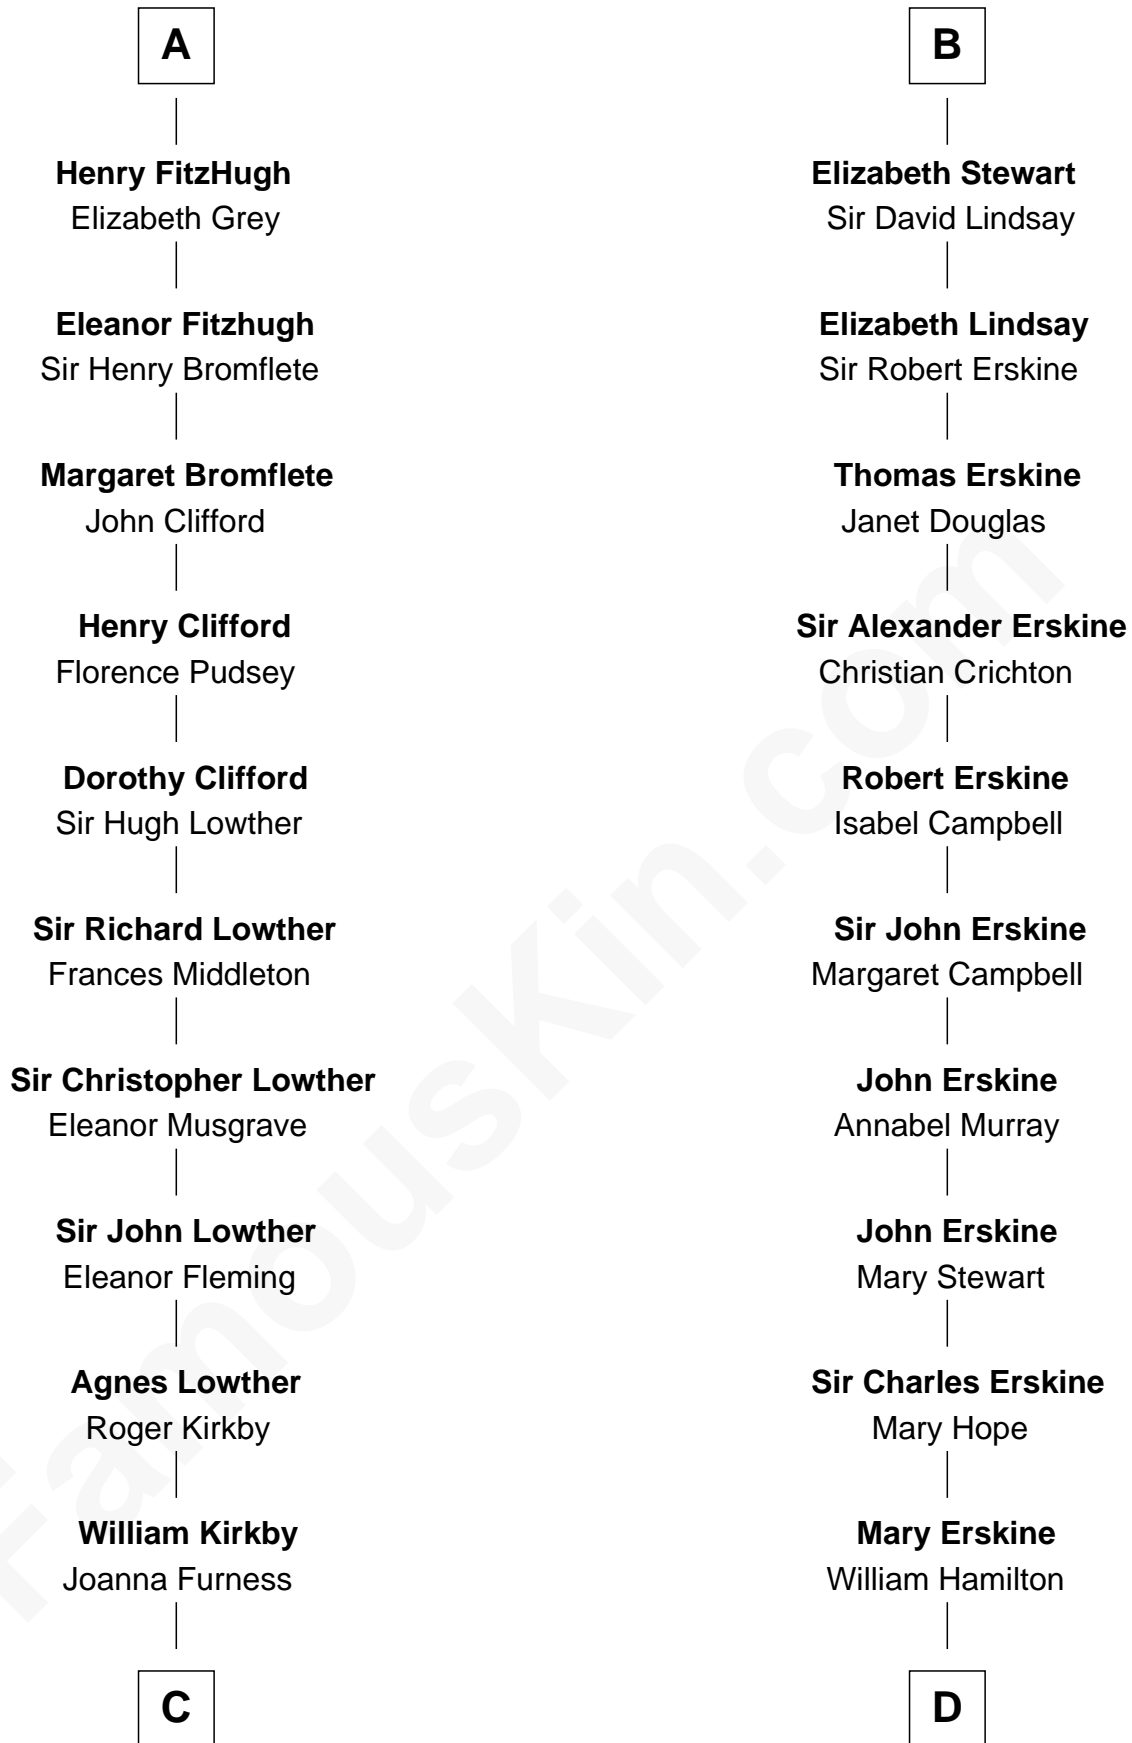 A
Henry FitzHugh
Elizabeth Grey
Eleanor Fitzhugh
Sir Henry Bromflete
Margaret Bromflete
John Clifford
Henry Clifford
Florence Pudsey
Dorothy Clifford
Sir Hugh Lowther
Sir Richard Lowther
Frances Middleton
Sir Christopher Lowther
Eleanor Musgrave
Sir John Lowther
Eleanor Fleming
Agnes Lowther
Roger Kirkby
William Kirkby
Joanna Furness
C
B
Elizabeth Stewart
Sir David Lindsay
Elizabeth Lindsay
Sir Robert Erskine
Thomas Erskine
Janet Douglas
Sir Alexander Erskine
Christian Crichton
Robert Erskine
Isabel Campbell
Sir John Erskine
Margaret Campbell
John Erskine
Annabel Murray
John Erskine
Mary Stewart
Sir Charles Erskine
Mary Hope
Mary Erskine
William Hamilton
D
FamousKin.com